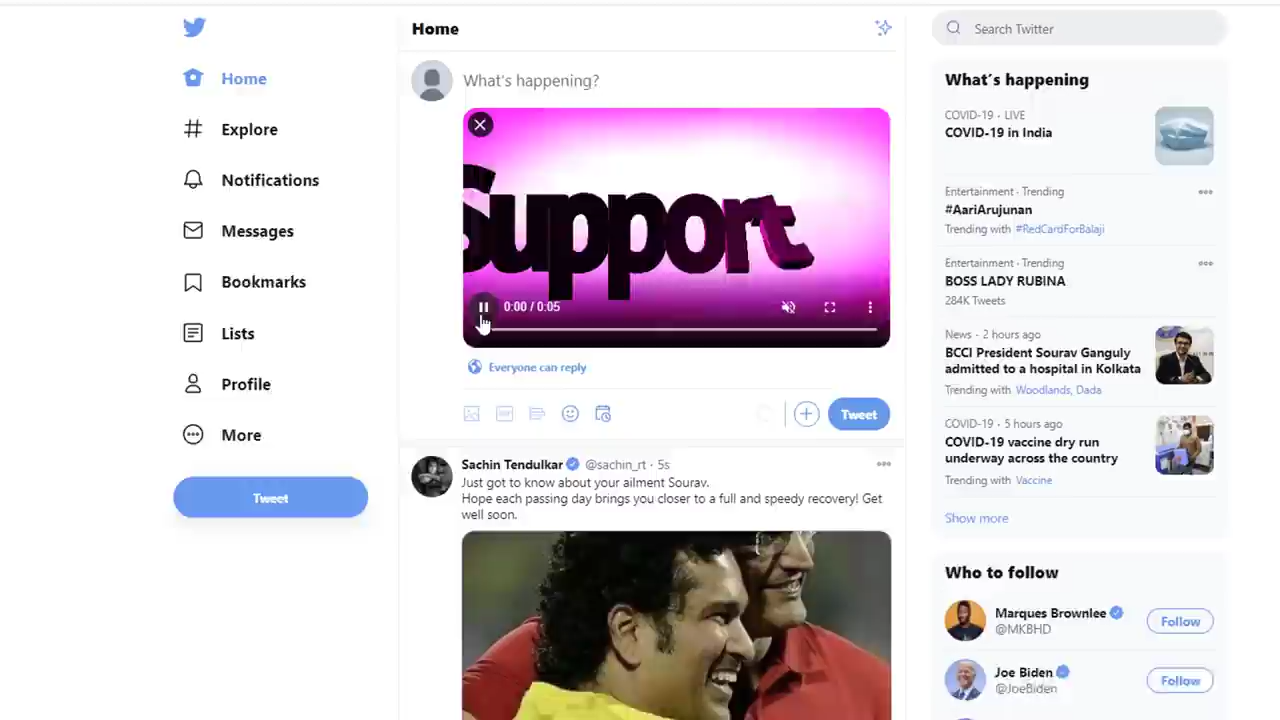 Home
Explore
Notifications
Messages
Bookmarks
Lists
Profile
More
Tweet
Home
What's happening?
Support
0:00 / 0:05
Everyone can reply
GIF
Tweet
Sachin Tendulkar @sachin_rt · 5s
Just got to know about your ailment Sourav.
Hope each passing day brings you closer to a full and speedy recovery! Get
well soon.
Search Twitter
What's happening
COVID-19 · LIVE
COVID-19 in India
Entertainment · Trending
#AariArujunan
Trending with #RedCardForBalaji
Entertainment · Trending
BOSS LADY RUBINA
284K Tweets
News · 2 hours ago
BCCI President Sourav Ganguly
admitted to a hospital in Kolkata
Trending with Woodlands, Dada
COVID-19 · 5 hours ago
COVID-19 vaccine dry run
underway across the country
Trending with Vaccine
Show more
Who to follow
Marques Brownlee
@MKBHD
Follow
Joe Biden
@JoeBiden
Follow